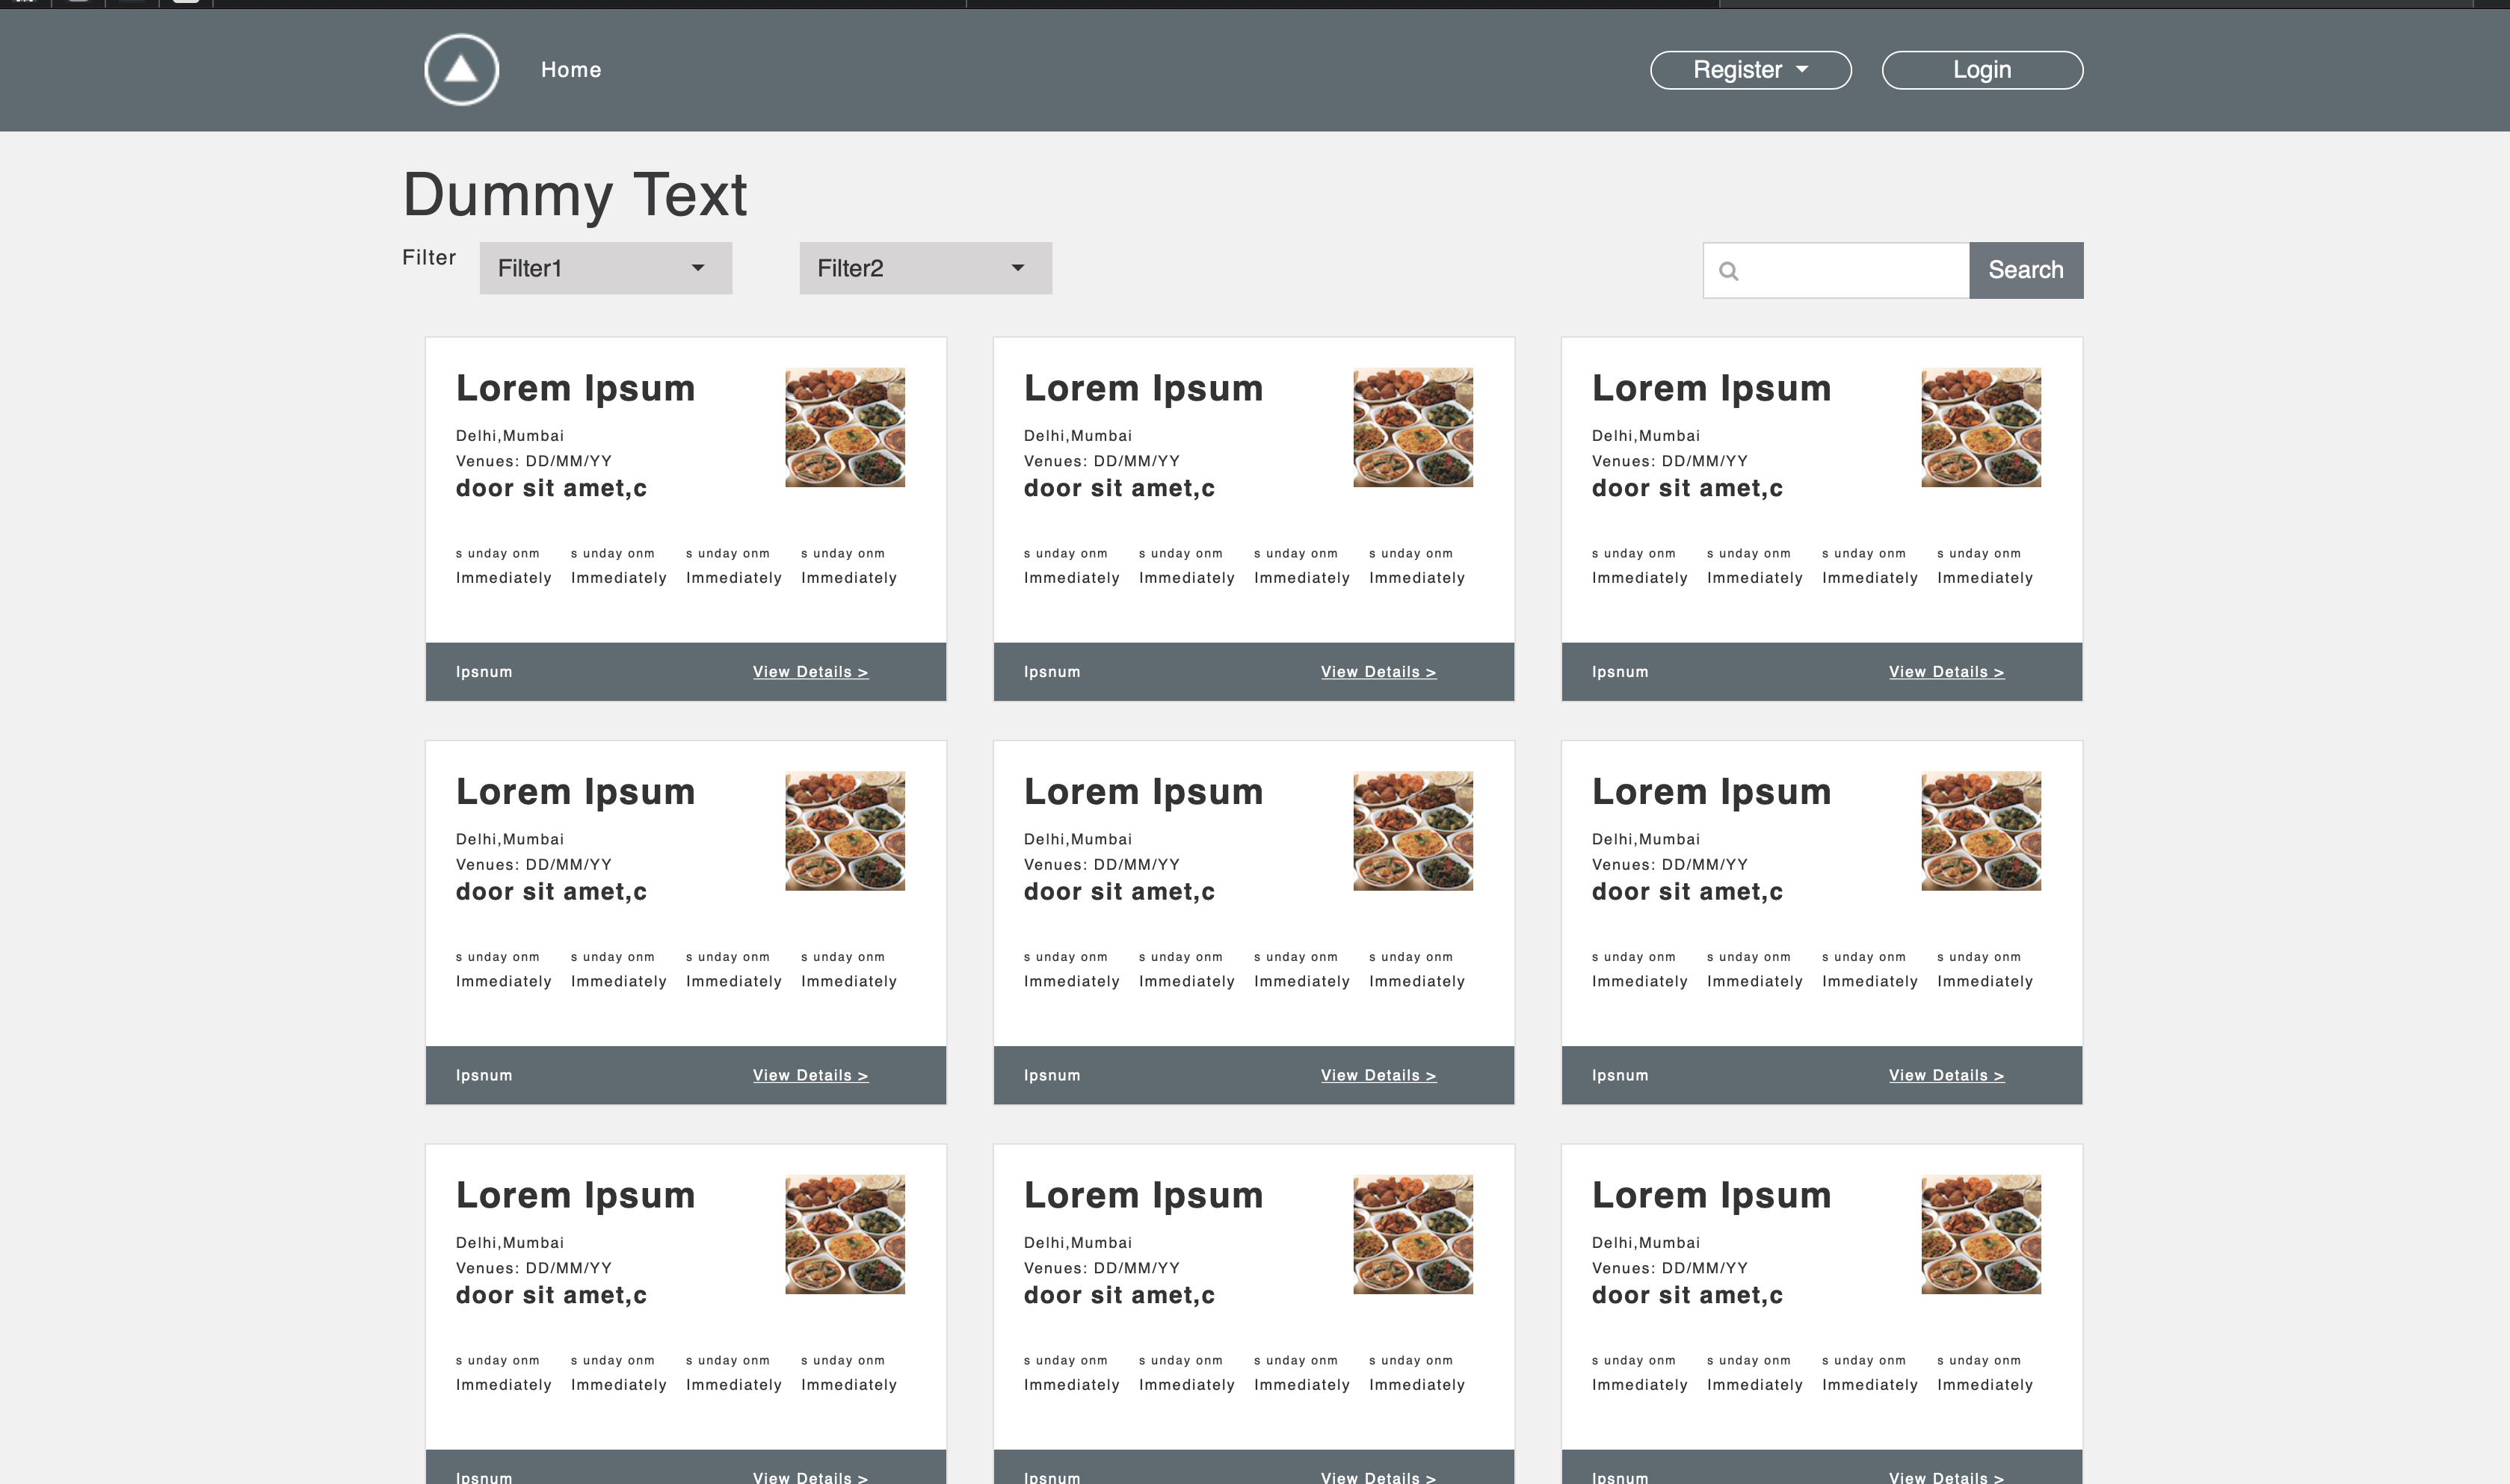 Home
Register
Login
Dummy Text
Filter
Filter1
Filter2
Search
Lorem Ipsum
Delhi,Mumbai
Venues: DD/MM/YY
door sit amet,c
s unday onm s unday onm s unday onm s unday onm
Immediately Immediately Immediately Immediately
Ipsnum
View Details >
Lorem Ipsum
Delhi,Mumbai
Venues: DD/MM/YY
door sit amet,c
s unday onm s unday onm s unday onm s unday onm
Immediately Immediately Immediately Immediately
Ipsnum
View Details >
Lorem Ipsum
Delhi,Mumbai
Venues: DD/MM/YY
door sit amet,c
s unday onm s unday onm s unday onm s unday onm
Immediately Immediately Immediately Immediately
Ipsnum
View Details >
Lorem Ipsum
Delhi,Mumbai
Venues: DD/MM/YY
door sit amet,c
s unday onm s unday onm s unday onm s unday onm
Immediately Immediately Immediately Immediately
Ipsnum
View Details >
Lorem Ipsum
Delhi,Mumbai
Venues: DD/MM/YY
door sit amet,c
s unday onm s unday onm s unday onm s unday onm
Immediately Immediately Immediately Immediately
Ipsnum
View Details >
Lorem Ipsum
Delhi,Mumbai
Venues: DD/MM/YY
door sit amet,c
s unday onm s unday onm s unday onm s unday onm
Immediately Immediately Immediately Immediately
Ipsnum
View Details >
Lorem Ipsum
Delhi,Mumbai
Venues: DD/MM/YY
door sit amet,c
s unday onm s unday onm s unday onm s unday onm
Immediately Immediately Immediately Immediately
Ipsnum
View Details >
Lorem Ipsum
Delhi,Mumbai
Venues: DD/MM/YY
door sit amet,c
s unday onm s unday onm s unday onm s unday onm
Immediately Immediately Immediately Immediately
Ipsnum
View Details >
Lorem Ipsum
Delhi,Mumbai
Venues: DD/MM/YY
door sit amet,c
s unday onm s unday onm s unday onm s unday onm
Immediately Immediately Immediately Immediately
Ipsnum
View Details >